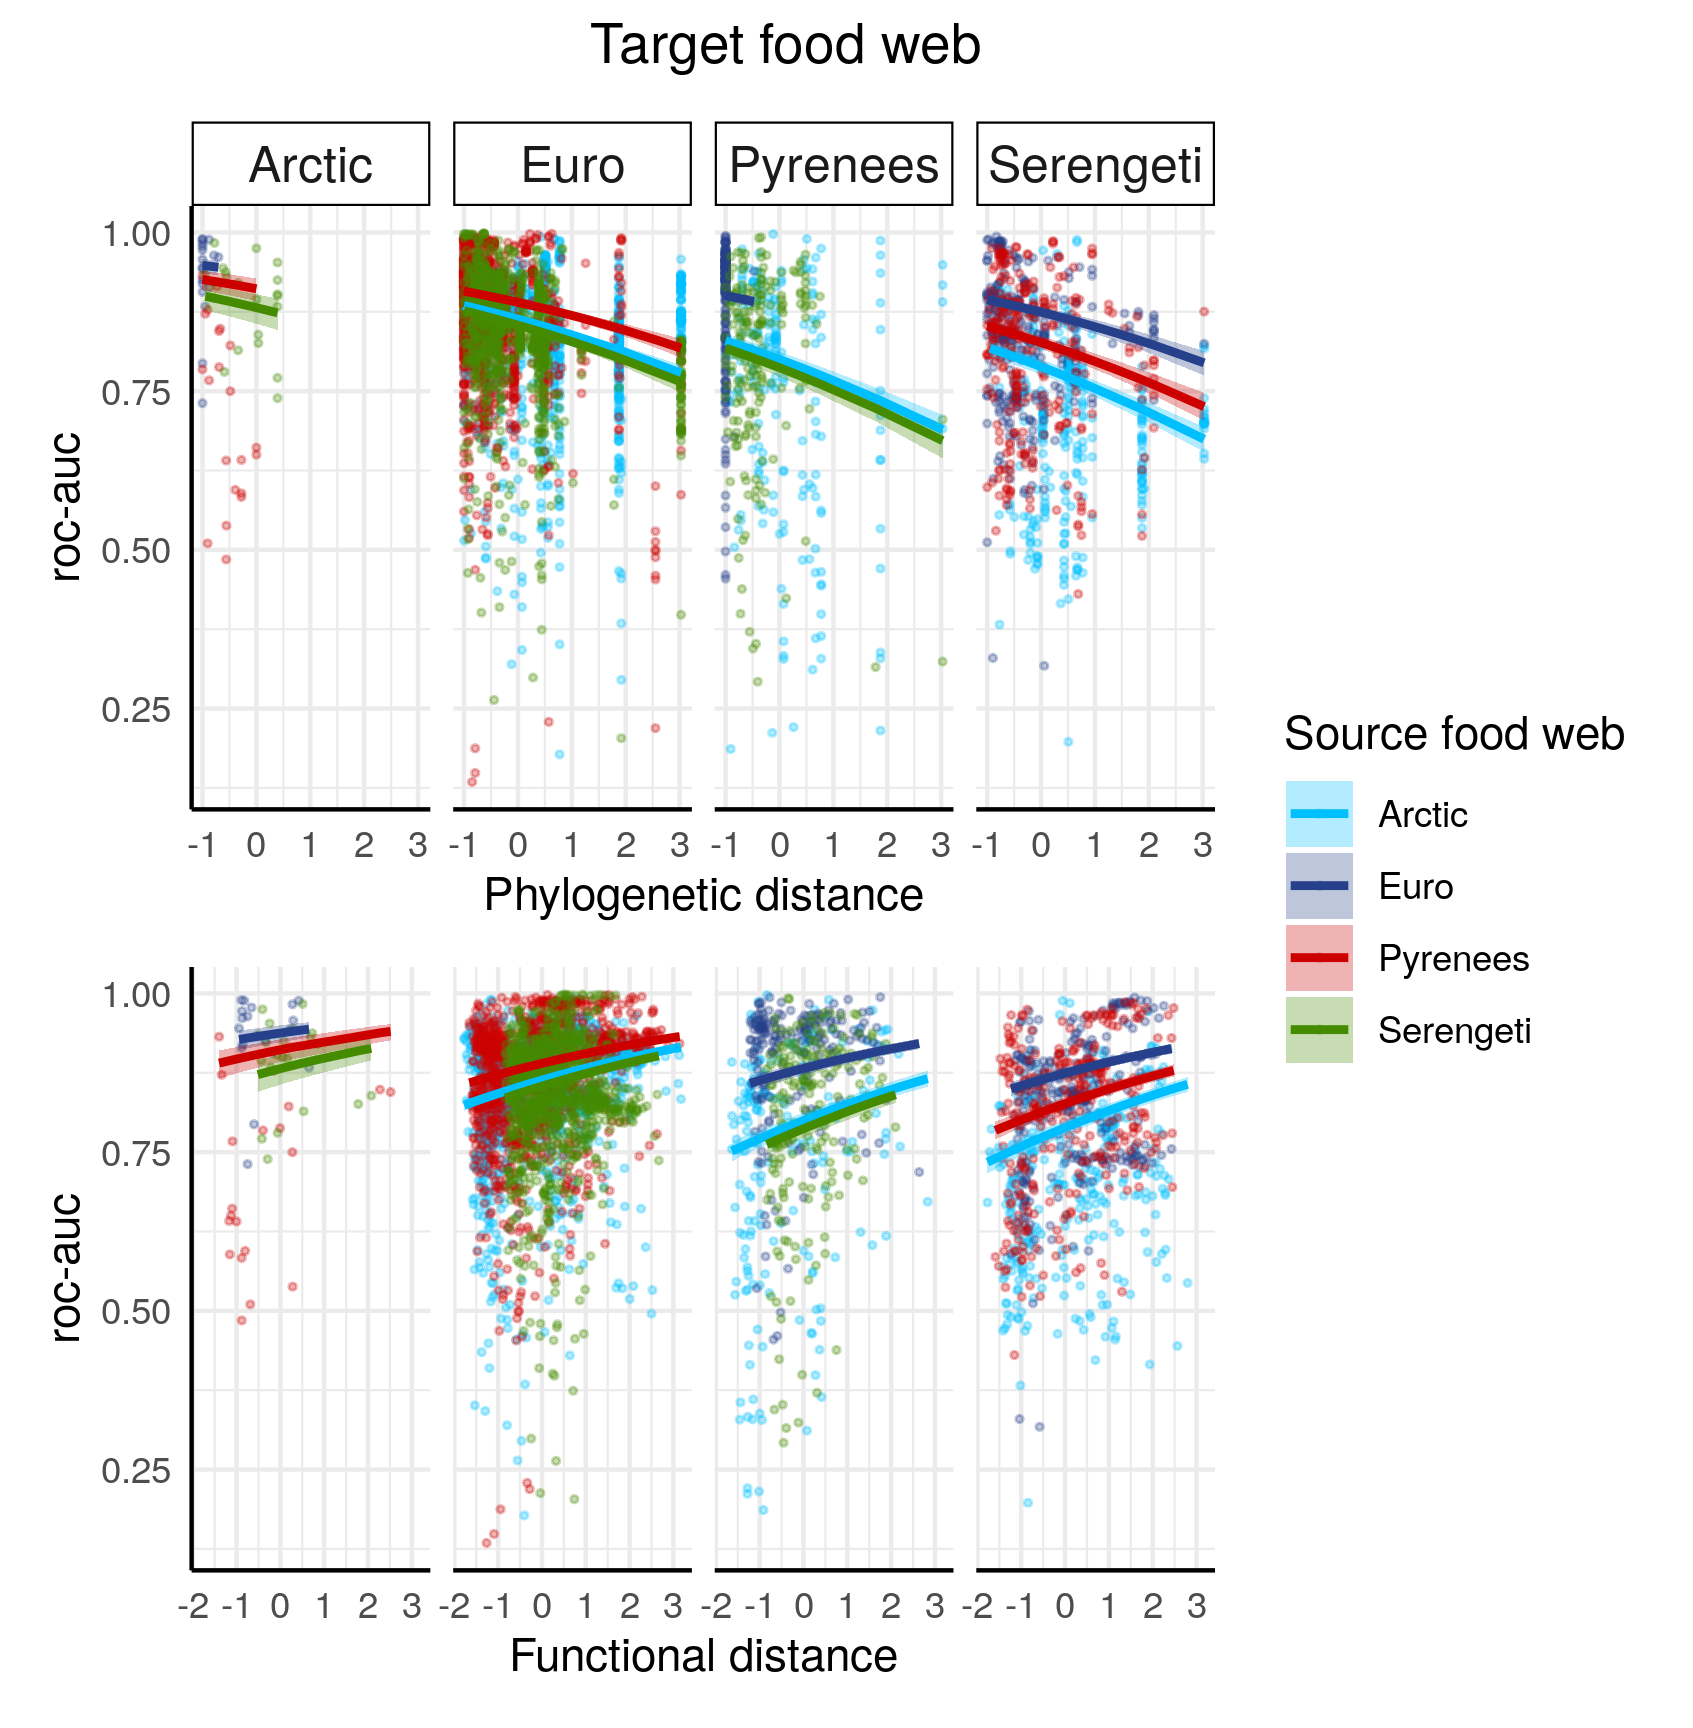 Target food web
Arctic Euro Pyrenees Serengeti
1.00
0.75
0.50
0.25
roc-auc
-1 0 1 2 3 -1 0 1 2 3 -1 0 1 2 3 -1 0 1 2 3
Phylogenetic distance
1.00
0.75
0.50
0.25
roc-auc
-2 -1 0 1 2 3 -2 -1 0 1 2 3 -2 -1 0 1 2 3 -2 -1 0 1 2 3
Functional distance
Source food web
Arctic
Euro
Pyrenees
Serengeti